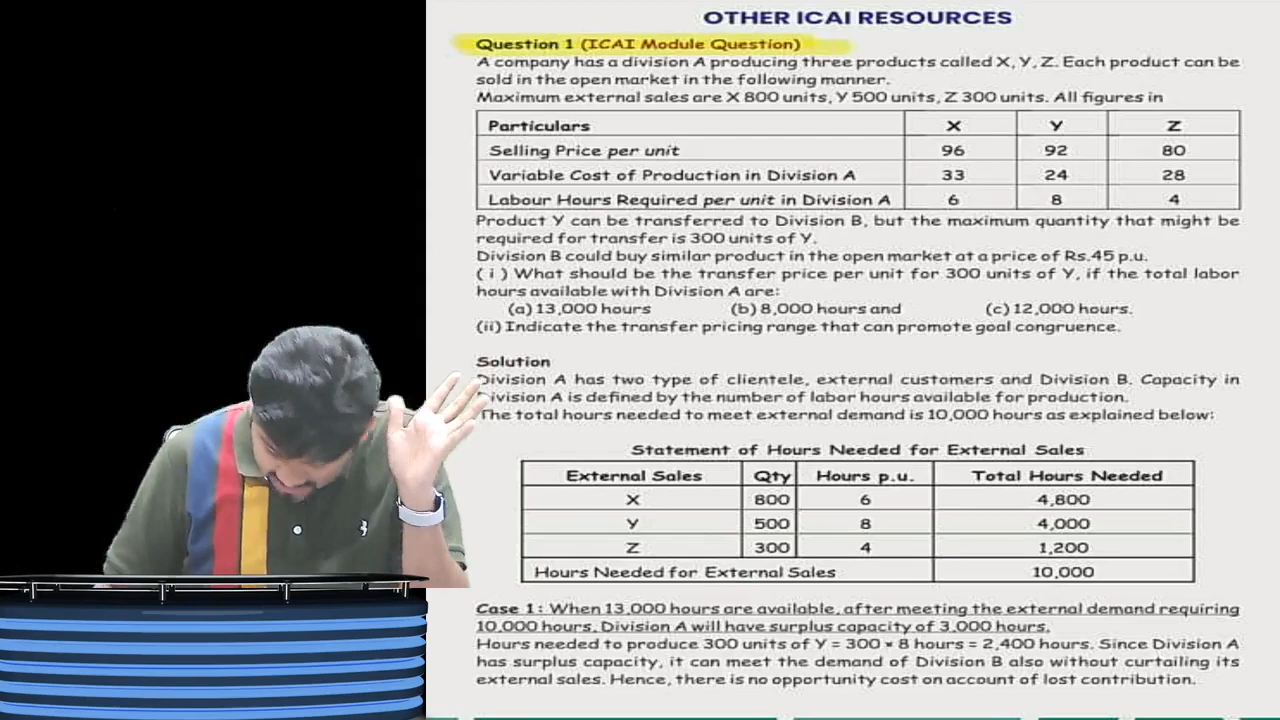 OTHER ICAI RESOURCES
Question 1 (ICAI Module Question)
A company has a division A producing three products called X, Y, Z. Each product can be
sold in the open market in the following manner.
Maximum external sales are X 800 units, Y 500 units, Z 300 units. All figures in
Particulars X Y Z
Selling Price per unit 96 92 80
Variable Cost of Production in Division A 33 24 28
Labour Hours Required per unit in Division A 6 8 4
Product Y can be transferred to Division B, but the maximum quantity that might be
required for transfer is 300 units of Y.
Division B could buy similar product in the open market at a price of Rs.45 p.u.
( i ) What should be the transfer price per unit for 300 units of Y, if the total labor
hours available with Division A are:
(a) 13,000 hours (b) 8,000 hours and (c) 12,000 hours.
(ii) Indicate the transfer pricing range that can promote goal congruence.
Solution
Division A has two type of clientele, external customers and Division B. Capacity in
Division A is defined by the number of labor hours available for production.
The total hours needed to meet external demand is 10,000 hours as explained below:
Statement of Hours Needed for External Sales
External Sales Qty Hours p.u. Total Hours Needed
X 800 6 4,800
Y 500 8 4,000
Z 300 4 1,200
Hours Needed for External Sales 10,000
Case 1 : When 13,000 hours are available, after meeting the external demand requiring
10,000 hours, Division A will have surplus capacity of 3,000 hours.
Hours needed to produce 300 units of Y = 300 * 8 hours = 2,400 hours. Since Division A
has surplus capacity, it can meet the demand of Division B also without curtailing its
external sales. Hence, there is no opportunity cost on account of lost contribution.